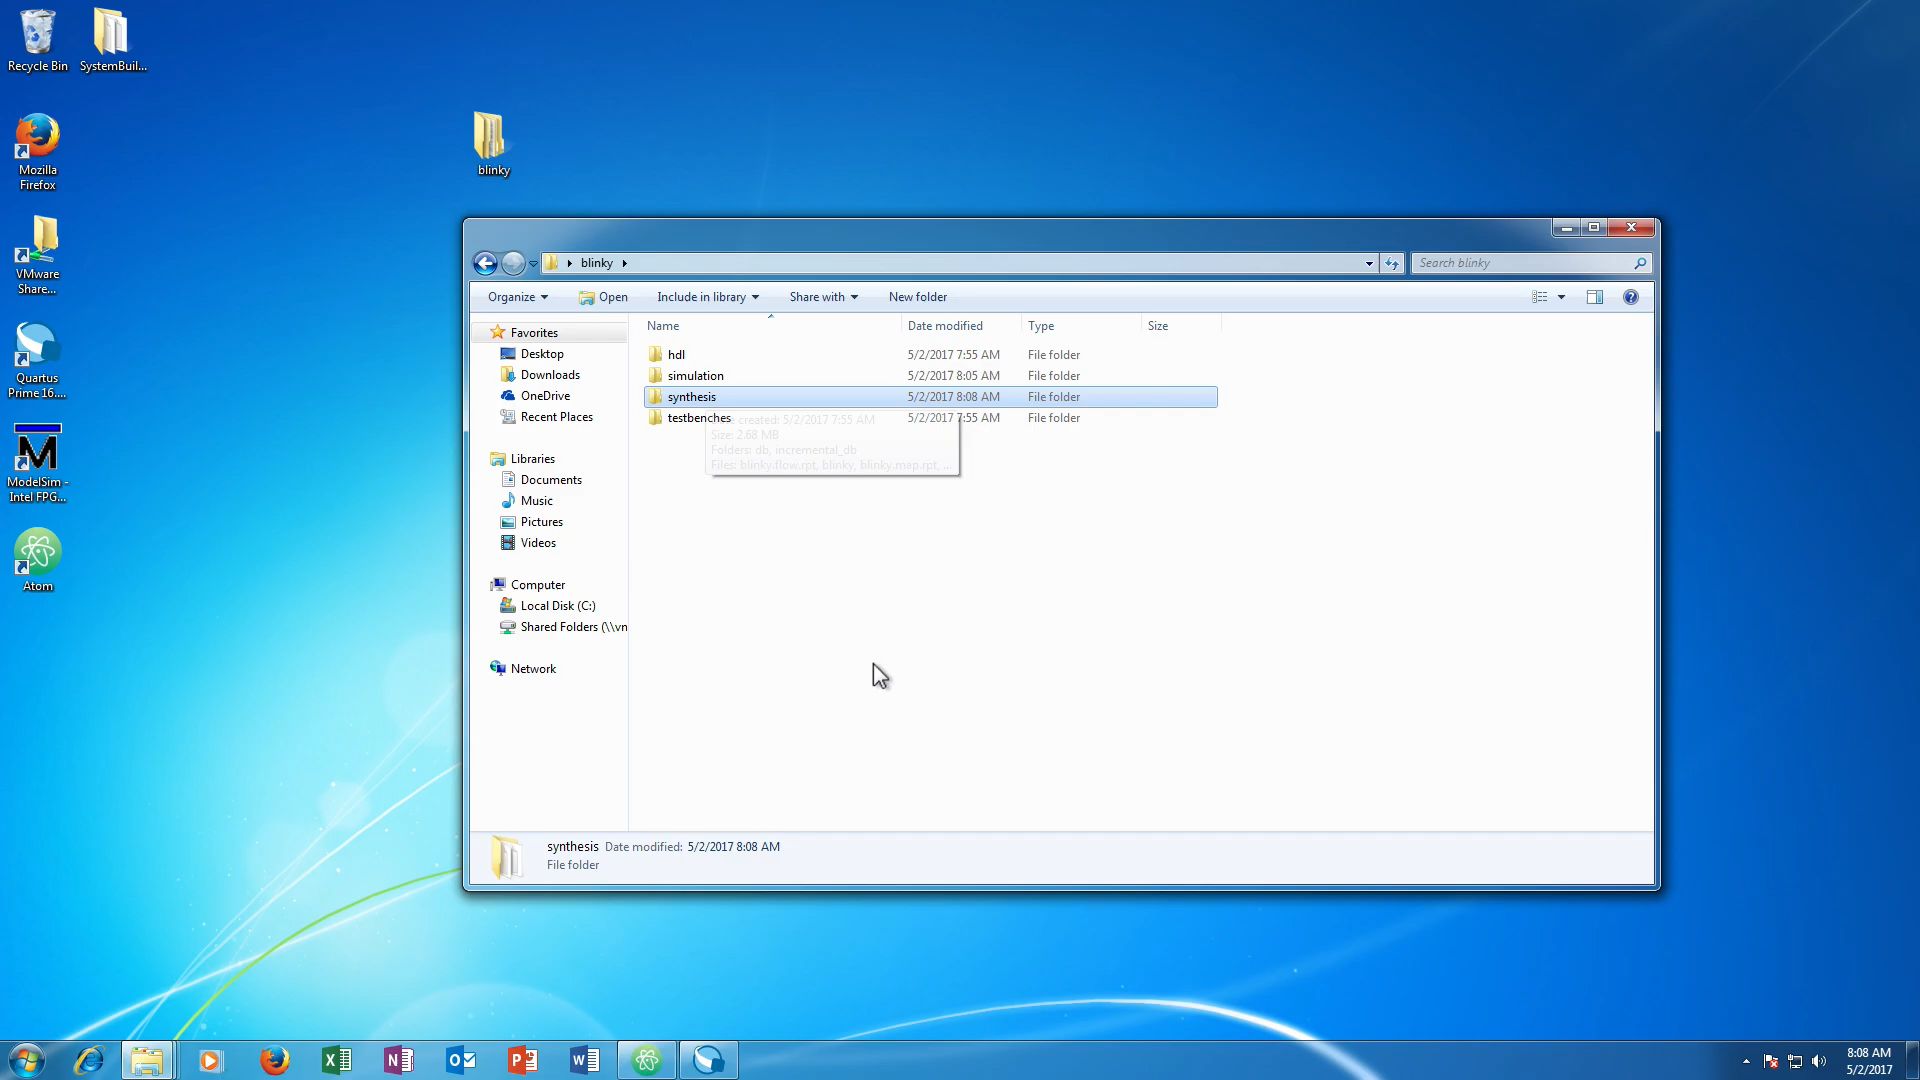 Recycle Bin
SystemBuil...
Mozilla
Firefox
VMware
Share...
Quartus
Prime 16....
ModelSim -
Intel FPG...
Atom
blinky
blinky
Search blinky
Organize
Open
Include in library
Share with
New folder
Favorites
Desktop
Downloads
OneDrive
Recent Places
Libraries
Documents
Music
Pictures
Videos
Computer
Local Disk (C:)
Shared Folders (\\vn
Network
Name Date modified Type Size
hdl 5/2/2017 7:55 AM File folder
simulation 5/2/2017 8:05 AM File folder
synthesis 5/2/2017 8:08 AM File folder
testbenches 5/2/2017 7:55 AM File folder
created: 5/2/2017 7:55 AM
Size: 2.68 MB
Folders: db, incremental_db
Files: blinky.flow.rpt, blinky, blinky.map.rpt, ...
synthesis Date modified: 5/2/2017 8:08 AM
File folder
8:08 AM
5/2/2017